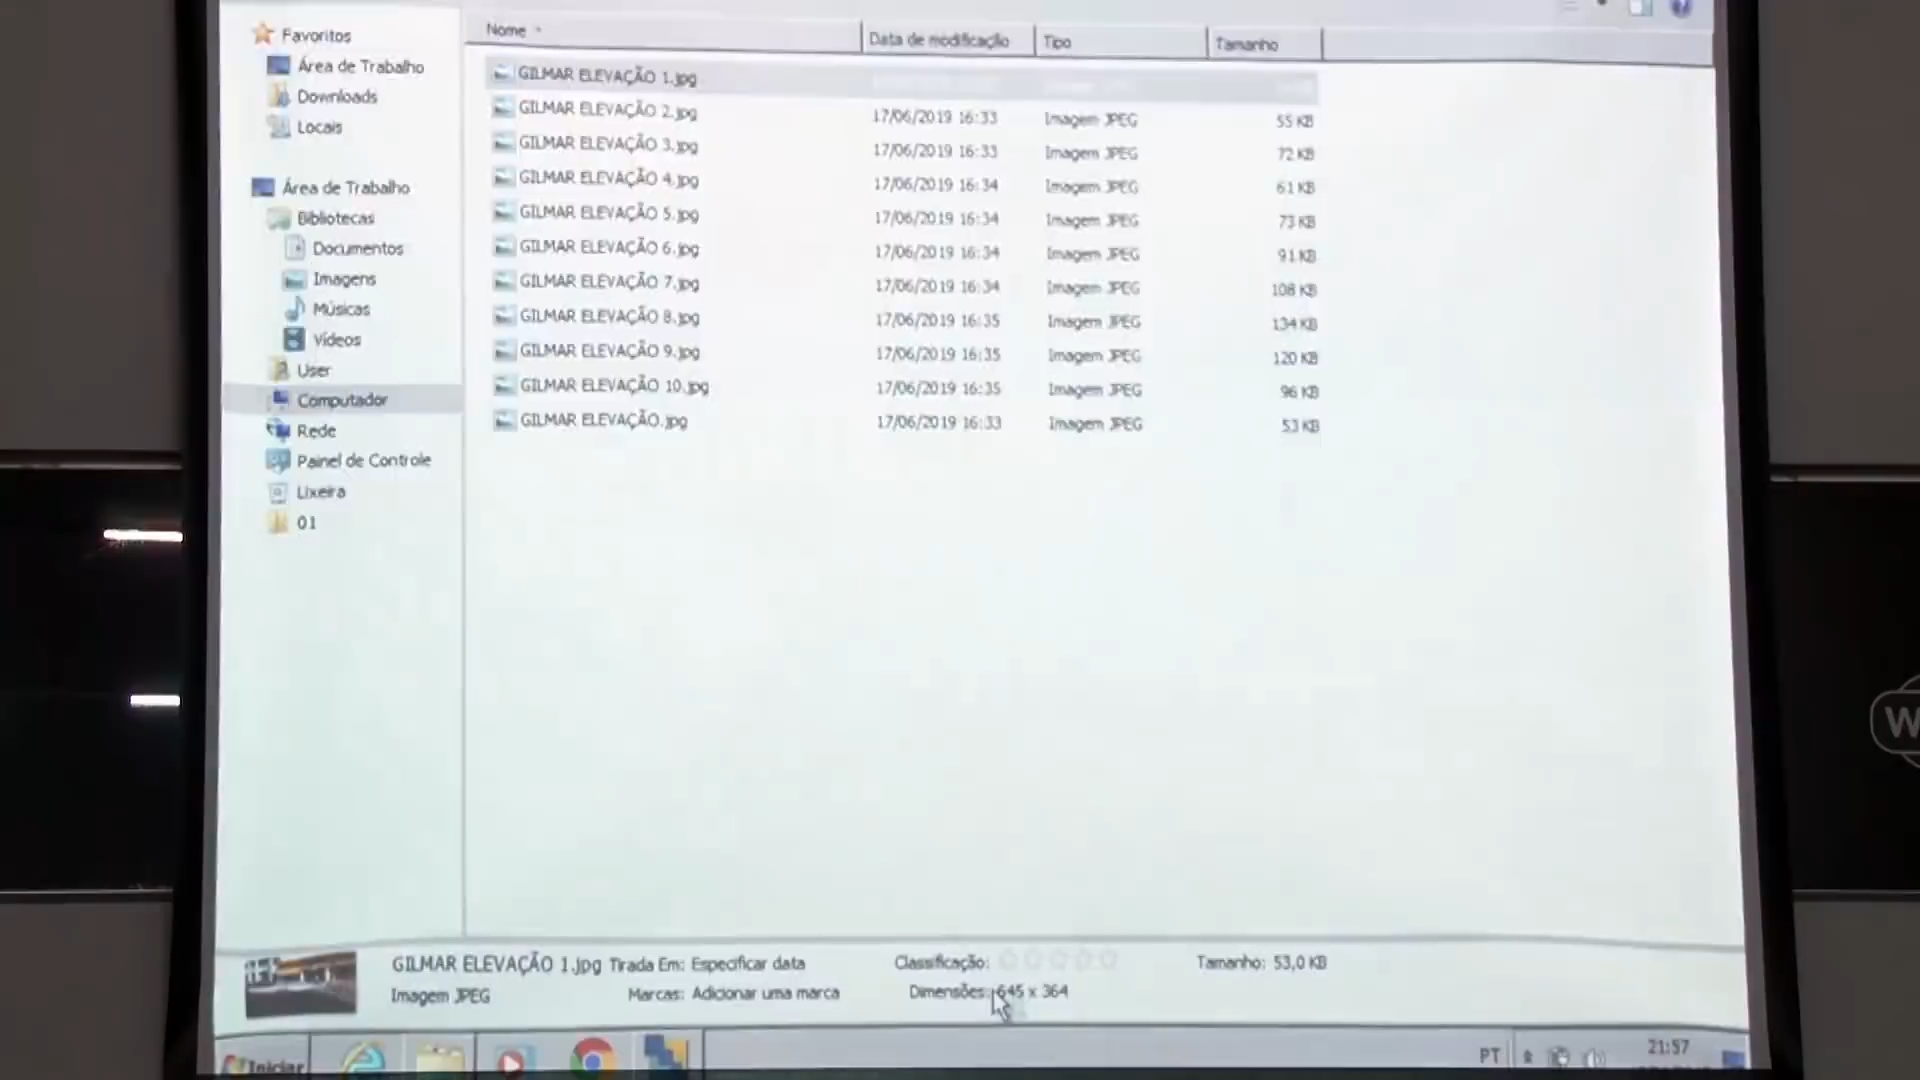 Favoritos
Área de Trabalho
Downloads
Locais
Área de Trabalho
Bibliotecas
Documentos
Imagens
Músicas
Vídeos
User
Computador
Rede
Painel de Controle
Lixeira
01
Nome Data de modificação Tipo Tamanho
GILMAR ELEVAÇÃO 1.jpg
GILMAR ELEVAÇÃO 2.jpg 17/06/2019 16:33 Imagem JPEG 55 KB
GILMAR ELEVAÇÃO 3.jpg 17/06/2019 16:33 Imagem JPEG 72 KB
GILMAR ELEVAÇÃO 4.jpg 17/06/2019 16:34 Imagem JPEG 61 KB
GILMAR ELEVAÇÃO 5.jpg 17/06/2019 16:34 Imagem JPEG 73 KB
GILMAR ELEVAÇÃO 6.jpg 17/06/2019 16:34 Imagem JPEG 91 KB
GILMAR ELEVAÇÃO 7.jpg 17/06/2019 16:34 Imagem JPEG 108 KB
GILMAR ELEVAÇÃO 8.jpg 17/06/2019 16:35 Imagem JPEG 134 KB
GILMAR ELEVAÇÃO 9.jpg 17/06/2019 16:35 Imagem JPEG 120 KB
GILMAR ELEVAÇÃO 10.jpg 17/06/2019 16:35 Imagem JPEG 96 KB
GILMAR ELEVAÇÃO.jpg 17/06/2019 16:33 Imagem JPEG 53 KB
GILMAR ELEVAÇÃO 1.jpg Tirada Em: Especificar data Classificação: Tamanho: 53,0 KB
Imagem JPEG Marcas: Adicionar uma marca Dimensões: 645 x 364
Iniciar PT 21:57
W